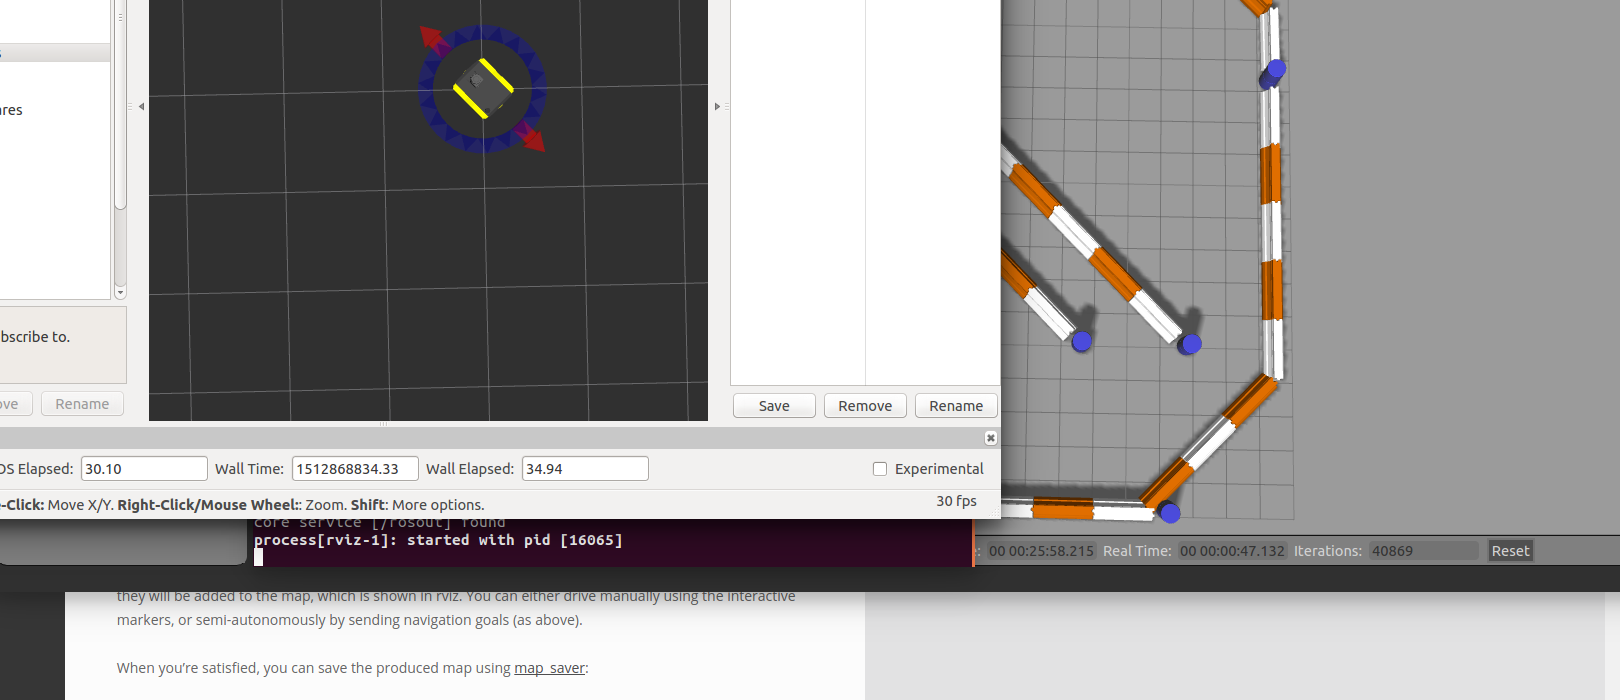 ares
bscribe to.
ove Rename
Save Remove Rename
OS Elapsed: 30.10 Wall Time: 1512868834.33 Wall Elapsed: 34.94 Experimental
e-Click: Move X/Y. Right-Click/Mouse Wheel:: Zoom. Shift: More options. 30 fps
core service [/rosout] found
process[rviz-1]: started with pid [16065]
e: 00 00:25:58.215 Real Time: 00 00:00:47.132 Iterations: 40869 Reset
they will be added to the map, which is shown in rviz. You can either drive manually using the interactive
markers, or semi-autonomously by sending navigation goals (as above).
When you're satisfied, you can save the produced map using map_saver: